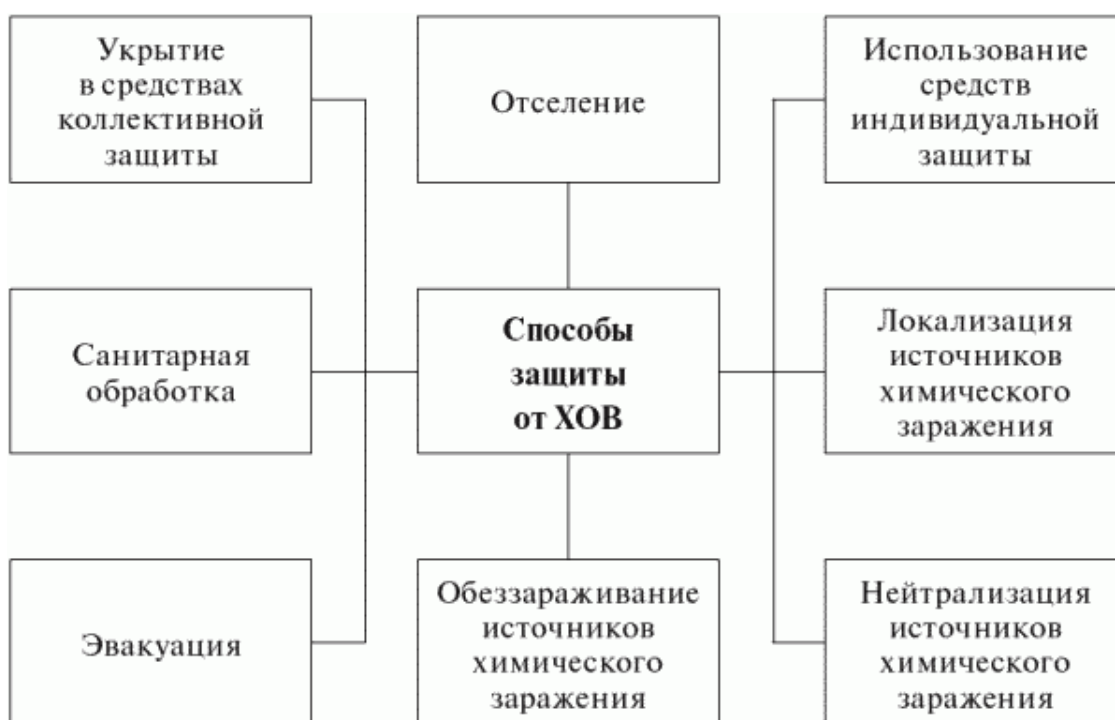 Укрытие
в средствах
коллективной
защиты
Отселение
Использование
средств
индивидуальной
защиты
Санитарная
обработка
Способы
защиты
от ХОВ
Локализация
источников
химического
заражения
Эвакуация
Обеззараживание
источников
химического
заражения
Нейтрализация
источников
химического
заражения